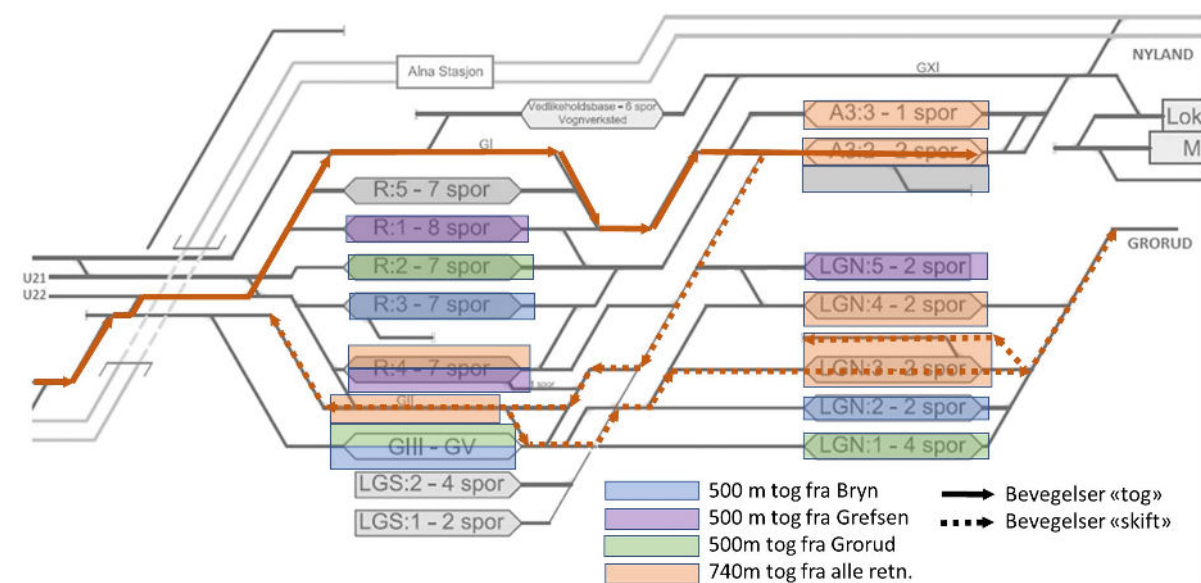 NYLAND
GXI
Alna Stasjon
Vedlikeholdsbase - 6 spor
Vognverksted
A3:3 - 1 spor
Lok
GI
A3:2 - 2 spor
M
R:5 - 7 spor
R:1 - 8 spor
GRORUD
R:2 - 7 spor
LGN:5 - 2 spor
U21
U22
R:3 - 7 spor
LGN:4 - 2 spor
R:4 - 7 spor
LGN:3 - 2 spor
1 spor
GII
LGN:2 - 2 spor
GIII - GV
LGN:1 - 4 spor
LGS:2 - 4 spor
LGS:1 - 2 spor
500 m tog fra Bryn
Bevegelser «tog»
500 m tog fra Grefsen
Bevegelser «skift»
500m tog fra Grorud
740m tog fra alle retn.